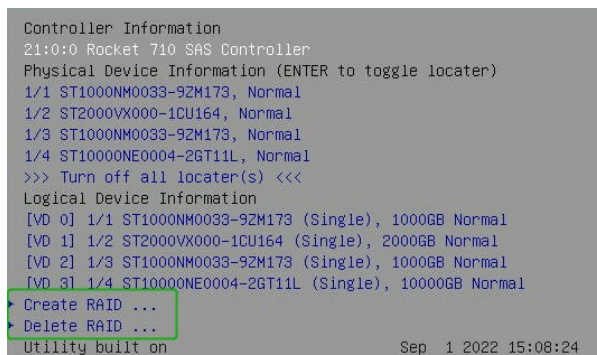 Controller Information
21:0:0 Rocket 710 SAS Controller
Physical Device Information (ENTER to toggle locater)
1/1 ST1000NM0033-9ZM173, Normal
1/2 ST2000VX000-1CU164, Normal
1/3 ST1000NM0033-9ZM173, Normal
1/4 ST10000NE0004-2GT11L, Normal
>>> Turn off all locater(s) <<<
Logical Device Information
[VD 0] 1/1 ST1000NM0033-9ZM173 (Single), 1000GB Normal
[VD 1] 1/2 ST2000VX000-1CU164 (Single), 2000GB Normal
[VD 2] 1/3 ST1000NM0033-9ZM173 (Single), 1000GB Normal
[VD 3] 1/4 ST10000NE0004-2GT11L (Single), 10000GB Normal
Create RAID ...
Delete RAID ...
Utility built on Sep 1 2022 15:08:24